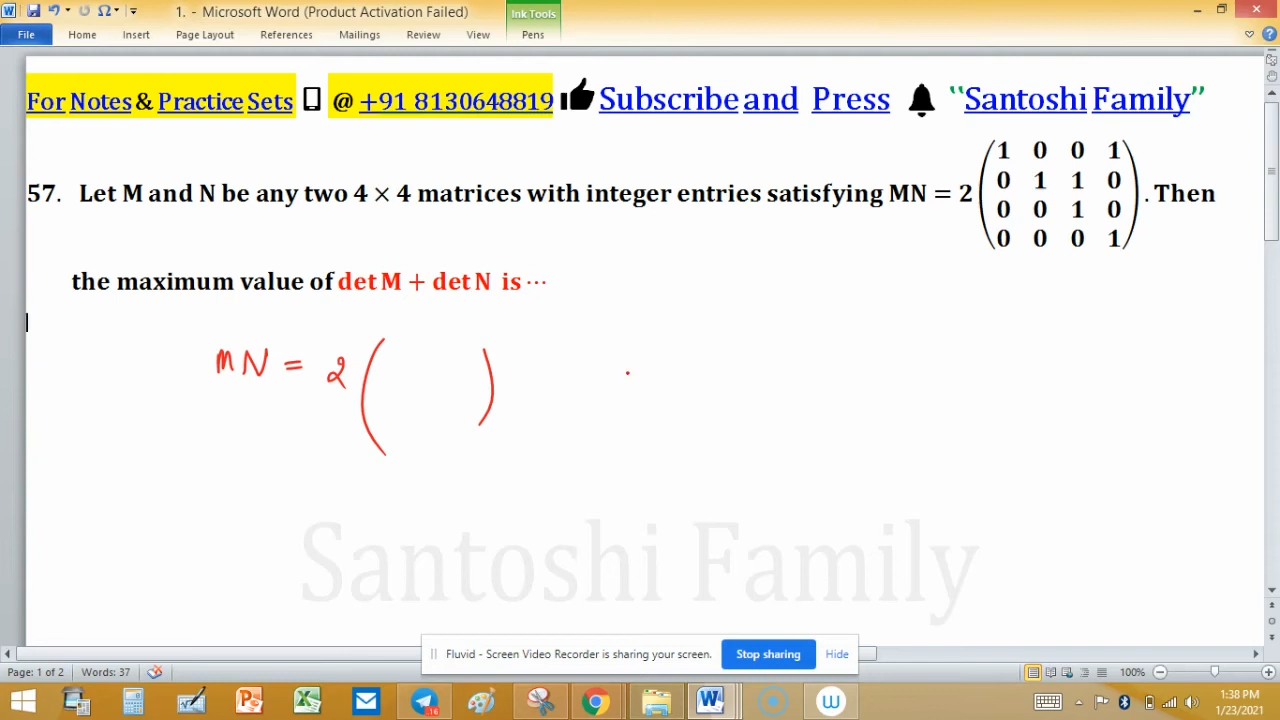 1. - Microsoft Word (Product Activation Failed)
Ink Tools
File Home Insert Page Layout References Mailings Review View Pens
For Notes & Practice Sets @ +91 8130648819 Subscribe and Press "Santoshi Family"
57. Let M and N be any two 4 × 4 matrices with integer entries satisfying MN = 2 ( 1 0 0 1
0 1 1 0
0 0 1 0
0 0 0 1 ). Then
the maximum value of det M + det N is ⋯
MN = 2 ( )
Santoshi Family
Fluvid - Screen Video Recorder is sharing your screen. Stop sharing Hide
Page: 1 of 2 Words: 37 100%
16 W
1:38 PM
1/23/2021